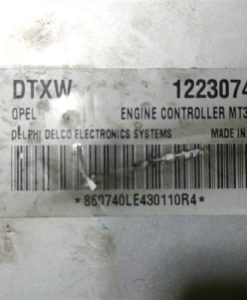 DTXW 1223074
OPEL ENGINE CONTROLLER MT3
DELPHI DELCO ELECTRONICS SYSTEMS MADE IN
*869740LE430110R4*